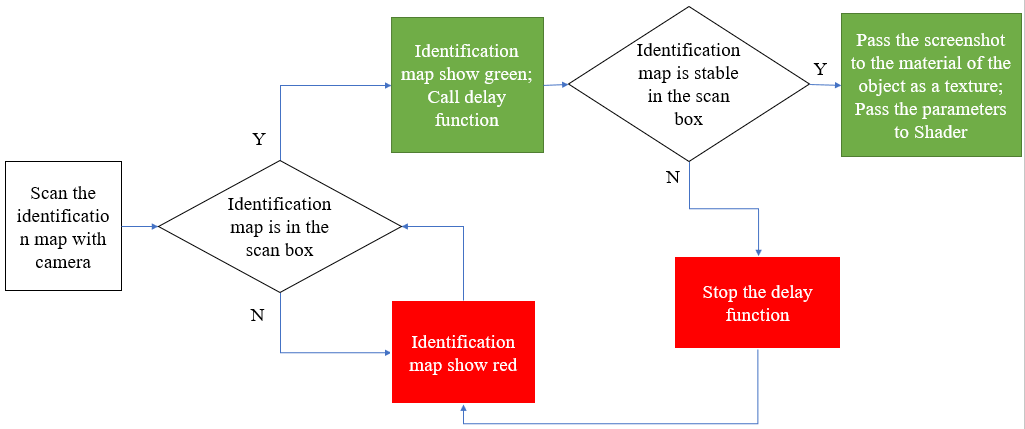 Scan the
identificatio
n map with
camera
Identification
map is in the
scan box
Y
N
Identification
map show green;
Call delay
function
Identification
map show red
Identification
map is stable
in the scan
box
Y
N
Pass the screenshot
to the material of the
object as a texture;
Pass the parameters
to Shader
Stop the delay
function